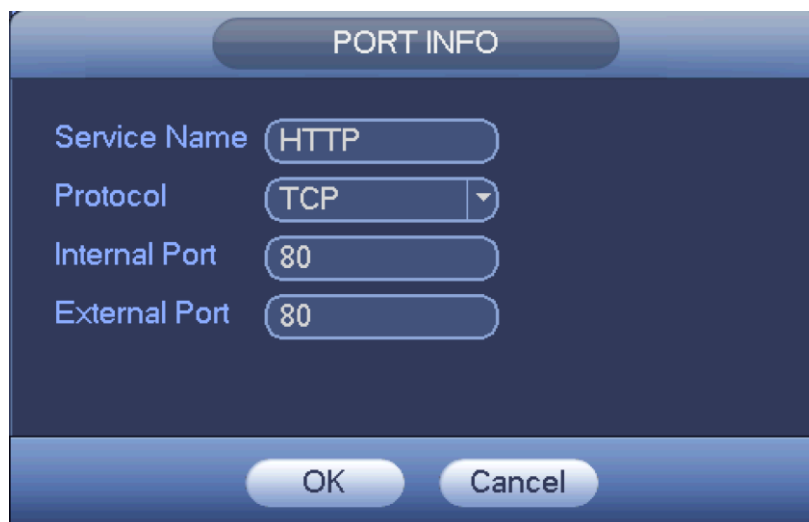 PORT INFO
Service Name HTTP
Protocol TCP
Internal Port 80
External Port 80
OK Cancel